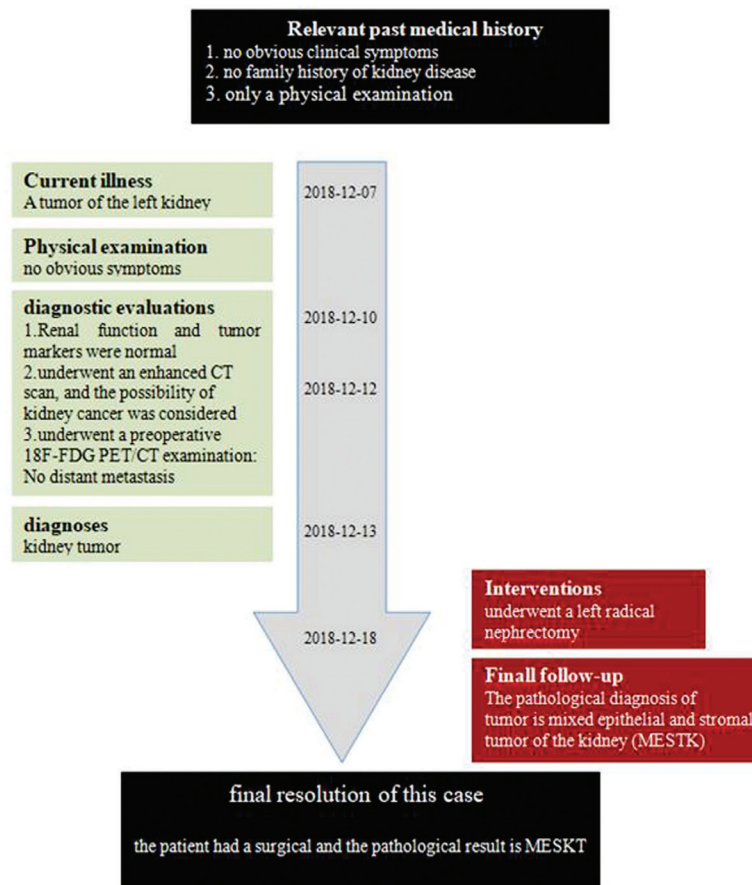 Relevant past medical history
1. no obvious clinical symptoms
2. no family history of kidney disease
3. only a physical examination
Current illness
A tumor of the left kidney
2018-12-07
Physical examination
no obvious symptoms
diagnostic evaluations
1.Renal function and tumor
markers were normal
2.underwent an enhanced CT
scan, and the possibility of
kidney cancer was considered
3.underwent a preoperative
18F-FDG PET/CT examination:
No distant metastasis
2018-12-10
2018-12-12
diagnoses
kidney tumor
2018-12-13
2018-12-18
Interventions
underwent a left radical
nephrectomy
Finall follow-up
The pathological diagnosis of
tumor is mixed epithelial and stromal
tumor of the kidney (MESTK)
final resolution of this case
the patient had a surgical and the pathological result is MESKT